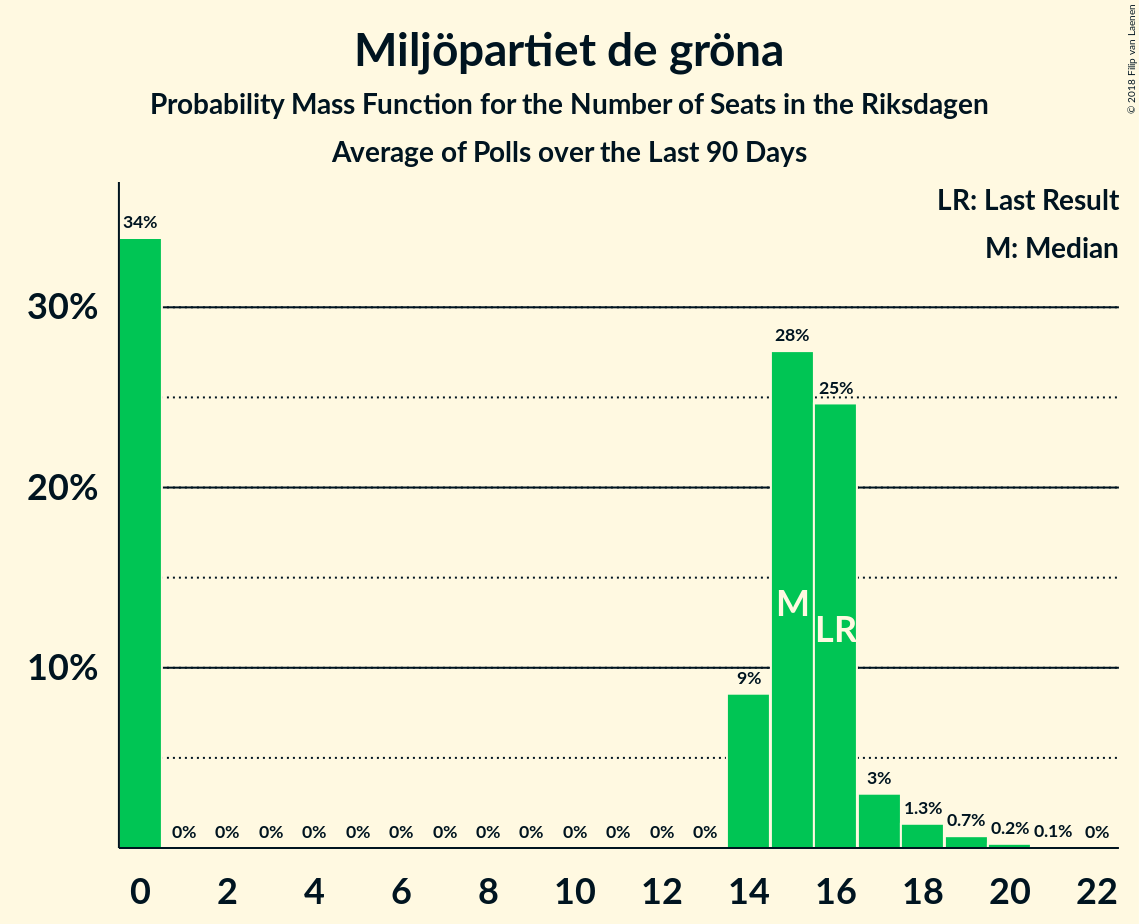 Miljöpartiet de gröna
Probability Mass Function for the Number of Seats in the Riksdagen
Average of Polls over the Last 90 Days
© 2018 Filip van Laenen
LR: Last Result
M: Median
34%
30%
28%
25%
20%
M
LR
10%
9%
3%
1.3%
0.7%
0.2%
0.1%
0%
0% 0% 0% 0% 0% 0% 0% 0% 0% 0% 0% 0% 0%
0 2 4 6 8 10 12 14 16 18 20 22